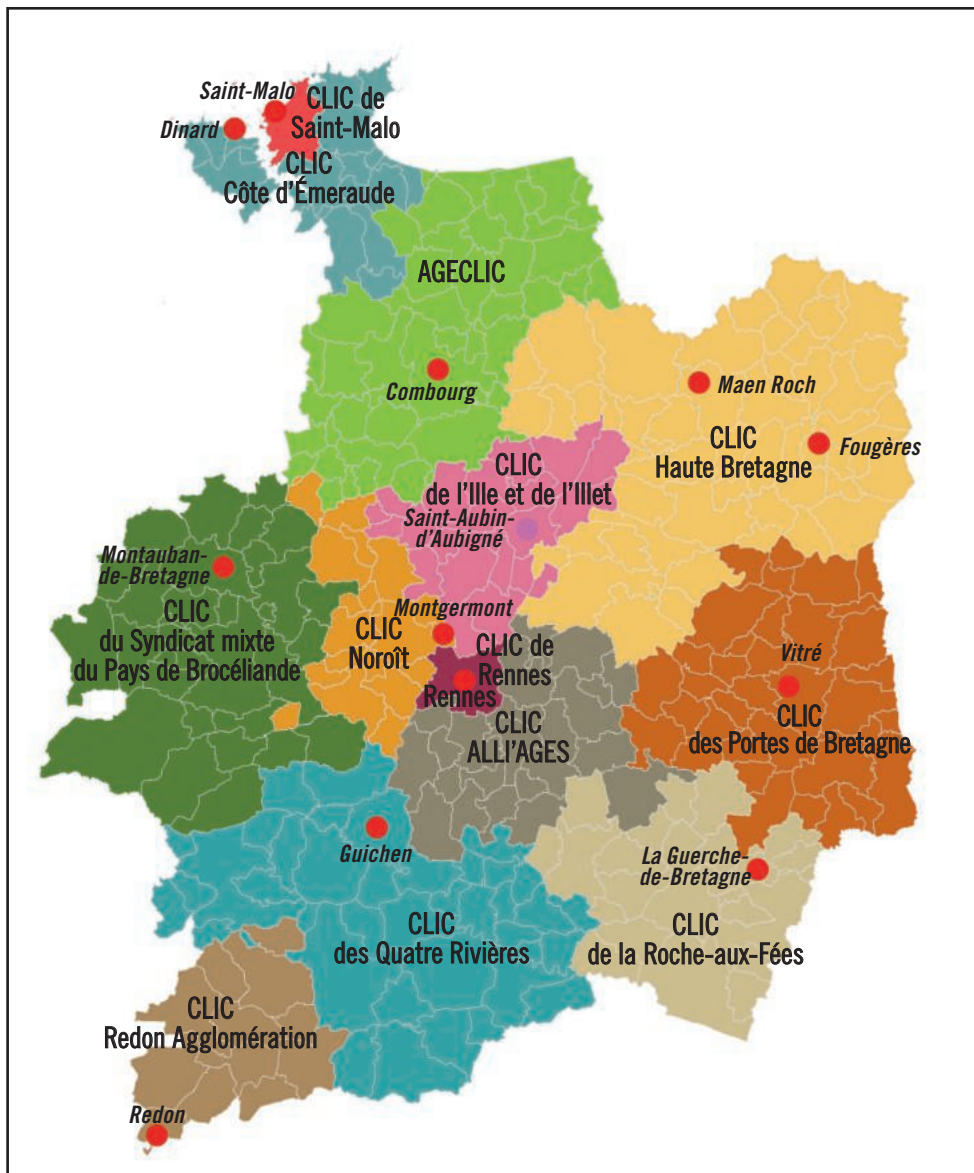 Saint-Malo
CLIC de
Saint-Malo
Dinard
CLIC
Côte d'Émeraude
AGECLIC
Combourg
Maen Roch
CLIC
Haute Bretagne
Fougères
CLIC
de l'Ille et de l'Illet
Saint-Aubin-
d'Aubigné
Montauban-
de-Bretagne
CLIC
du Syndicat mixte
du Pays de Brocéliande
Montgermont
CLIC
Noroît
CLIC de
Rennes
Rennes
CLIC
ALLI'AGES
Vitré
CLIC
des Portes de Bretagne
Guichen
La Guerche-
de-Bretagne
CLIC
des Quatre Rivières
CLIC
de la Roche-aux-Fées
CLIC
Redon Agglomération
Redon